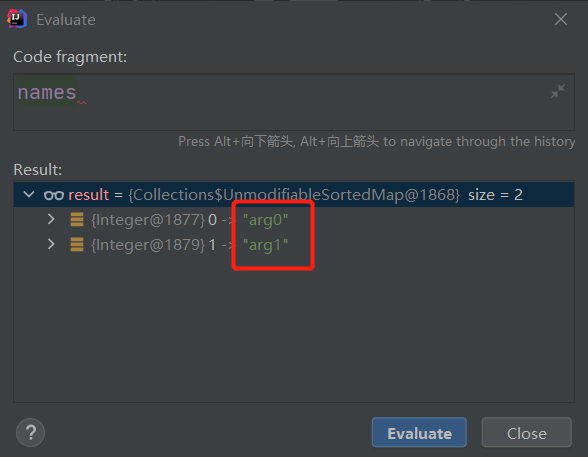 Evaluate
Code fragment:
names
Press Alt+向下箭头, Alt+向上箭头 to navigate through the history
Result:
result = {Collections$UnmodifiableSortedMap@1868} size = 2
{Integer@1877} 0 -> "arg0"
{Integer@1879} 1 -> "arg1"
? Evaluate Close